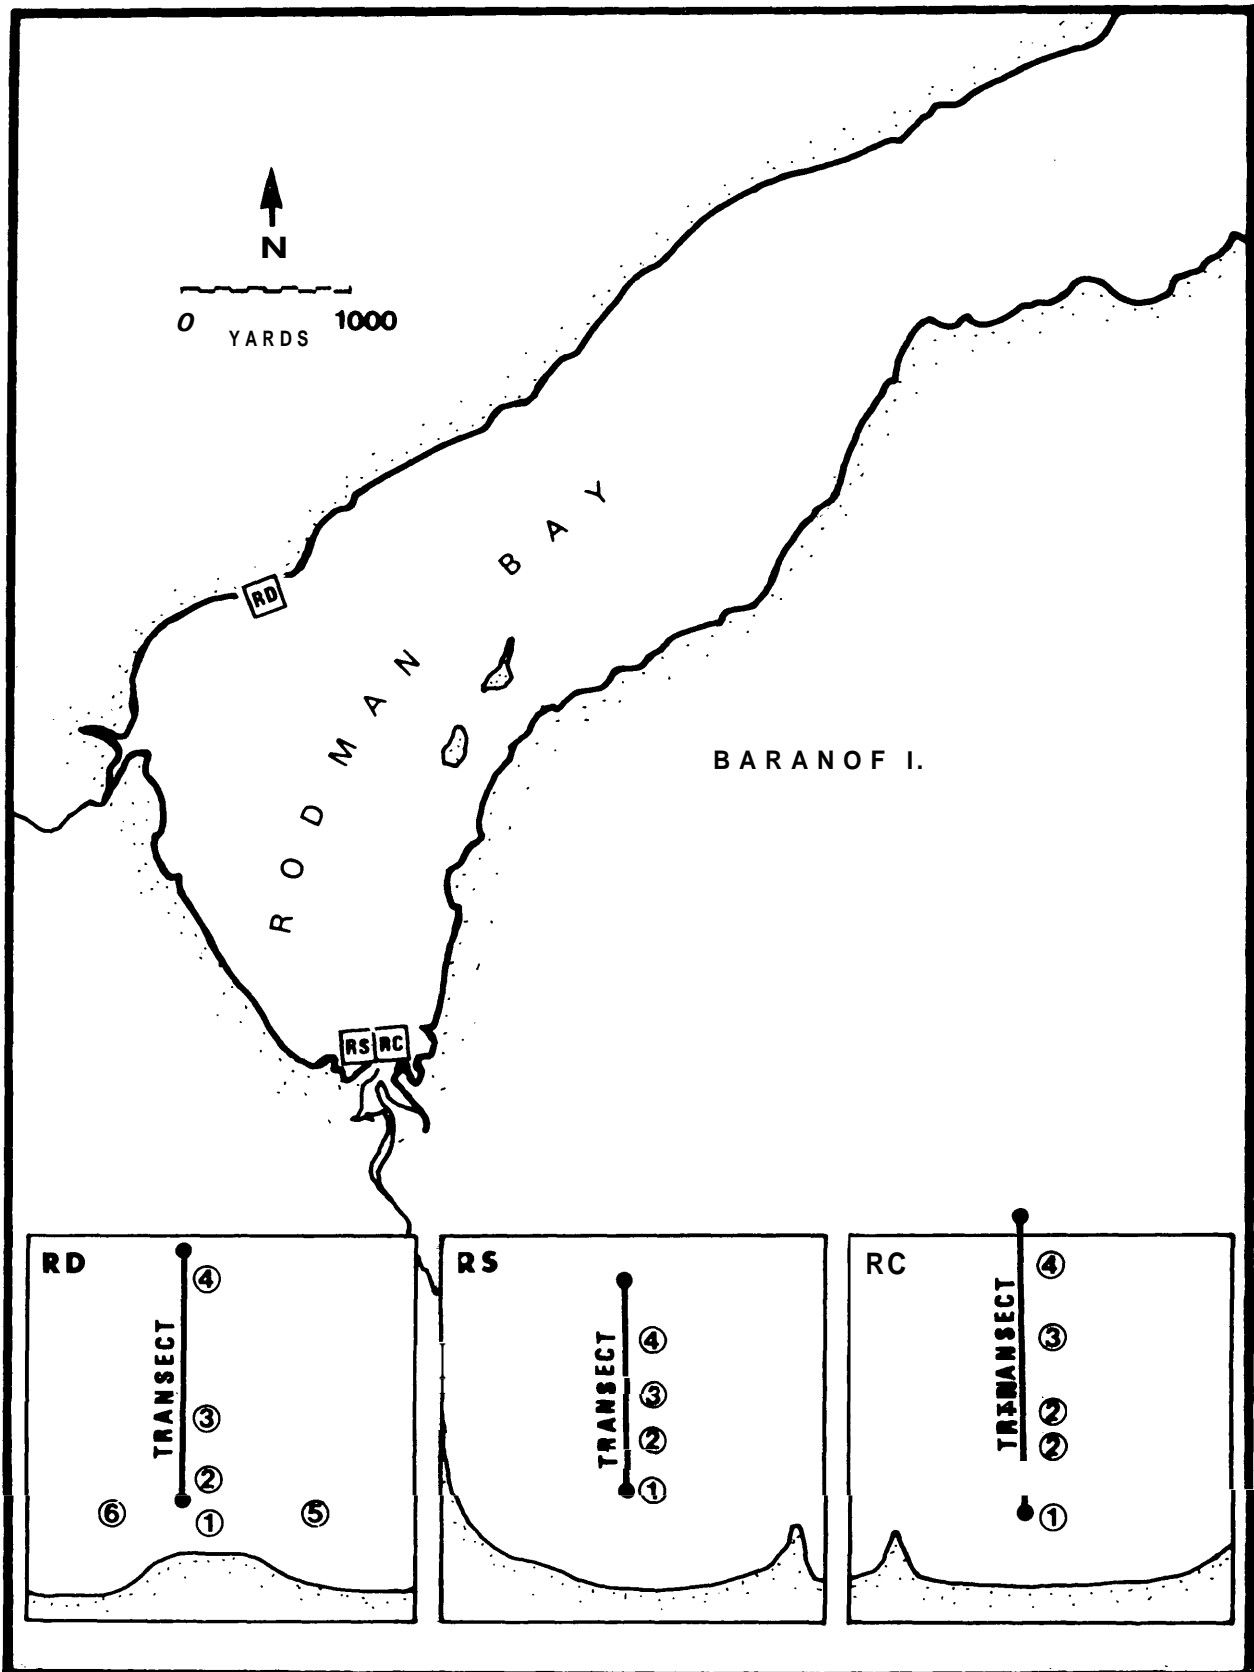 N
0 1000
YARDS
RODMAN BAY
RD
BARANOF I.
RS RC
RD
TRANSECT
④
③
②
①
⑥
⑤
RS
TRANSECT
④
③
②
①
RC
④
③
②
②
①